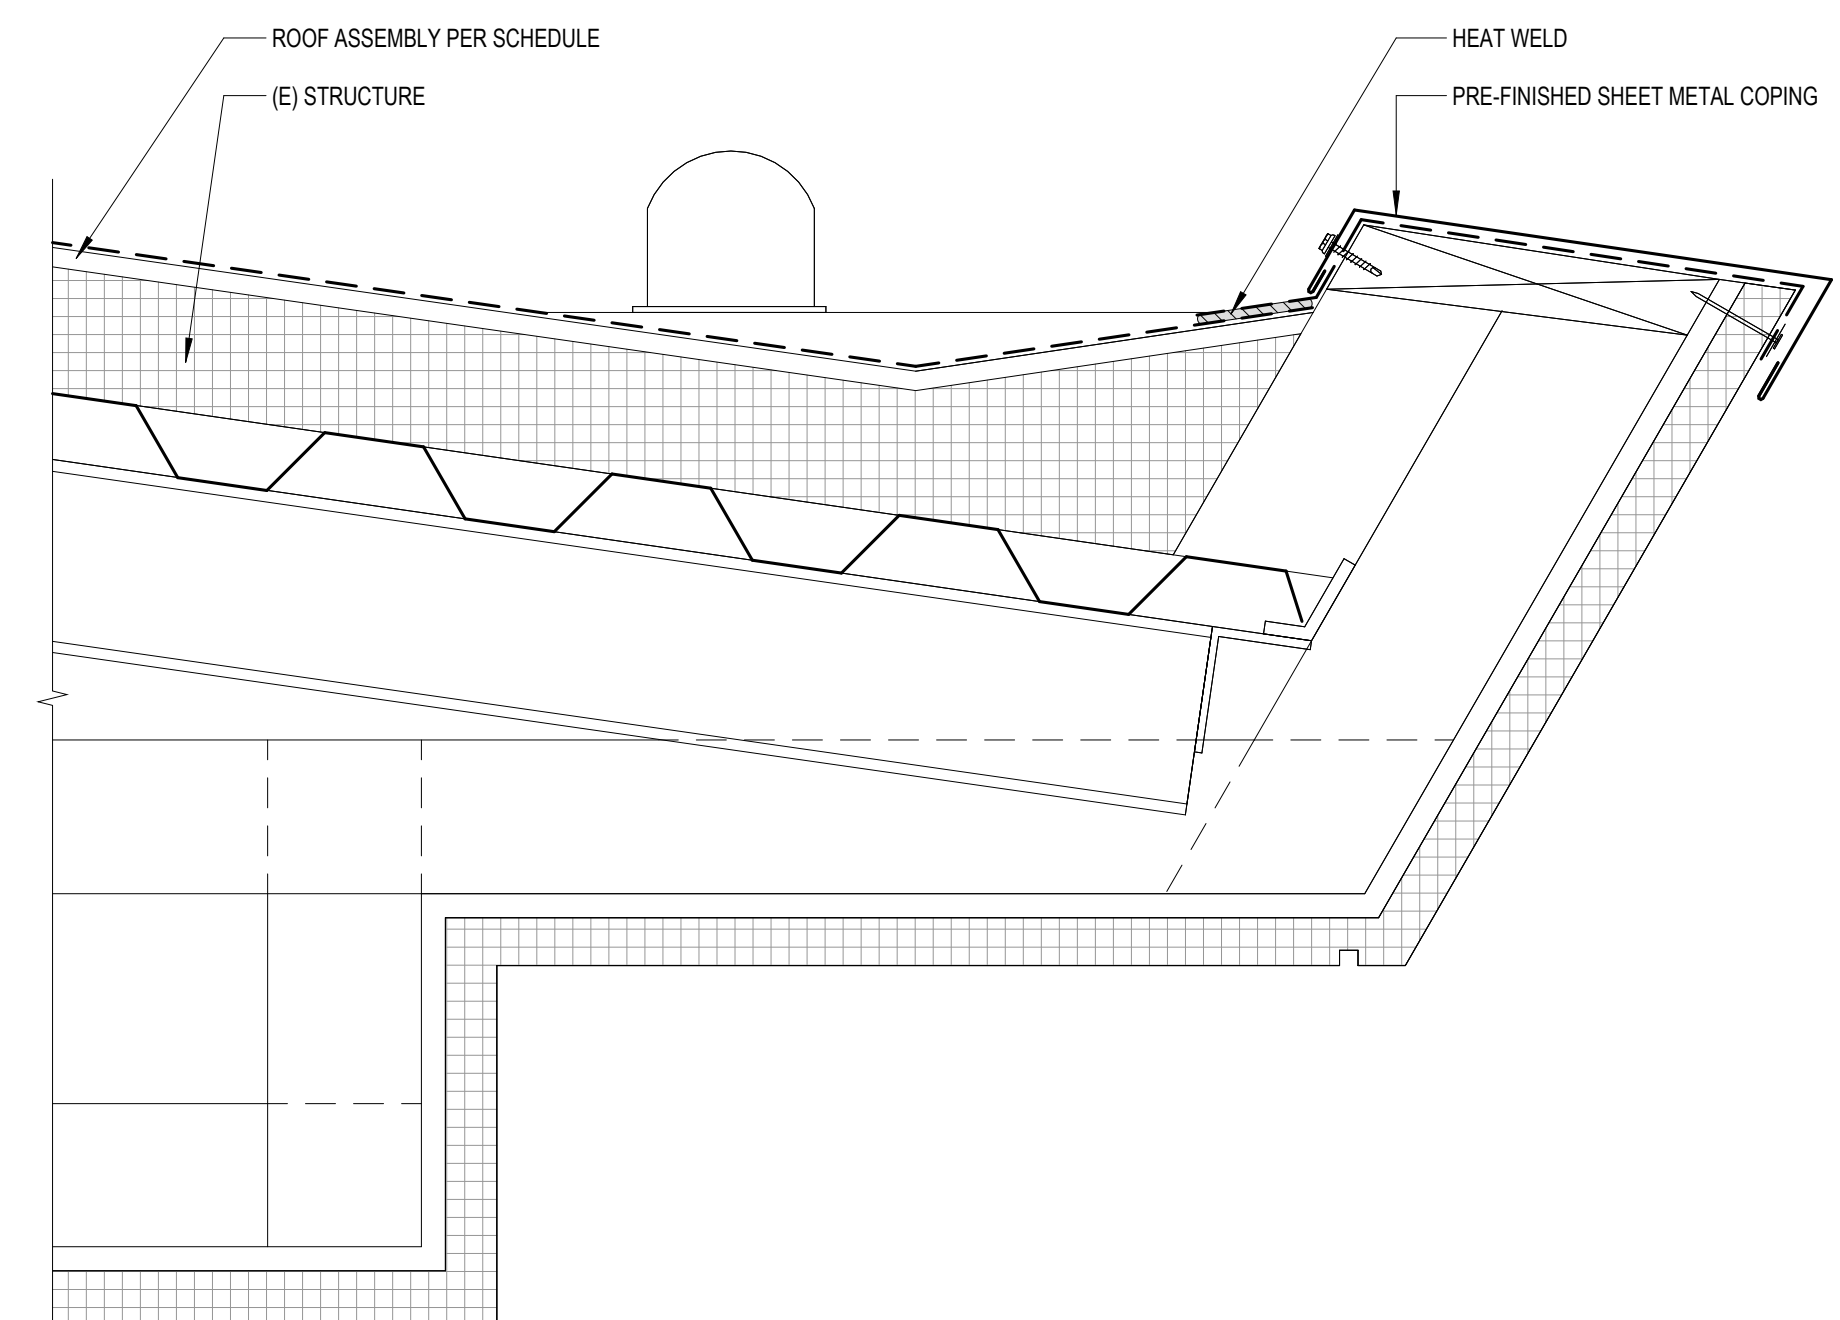 ROOF ASSEMBLY PER SCHEDULE
(E) STRUCTURE
HEAT WELD
PRE-FINISHED SHEET METAL COPING